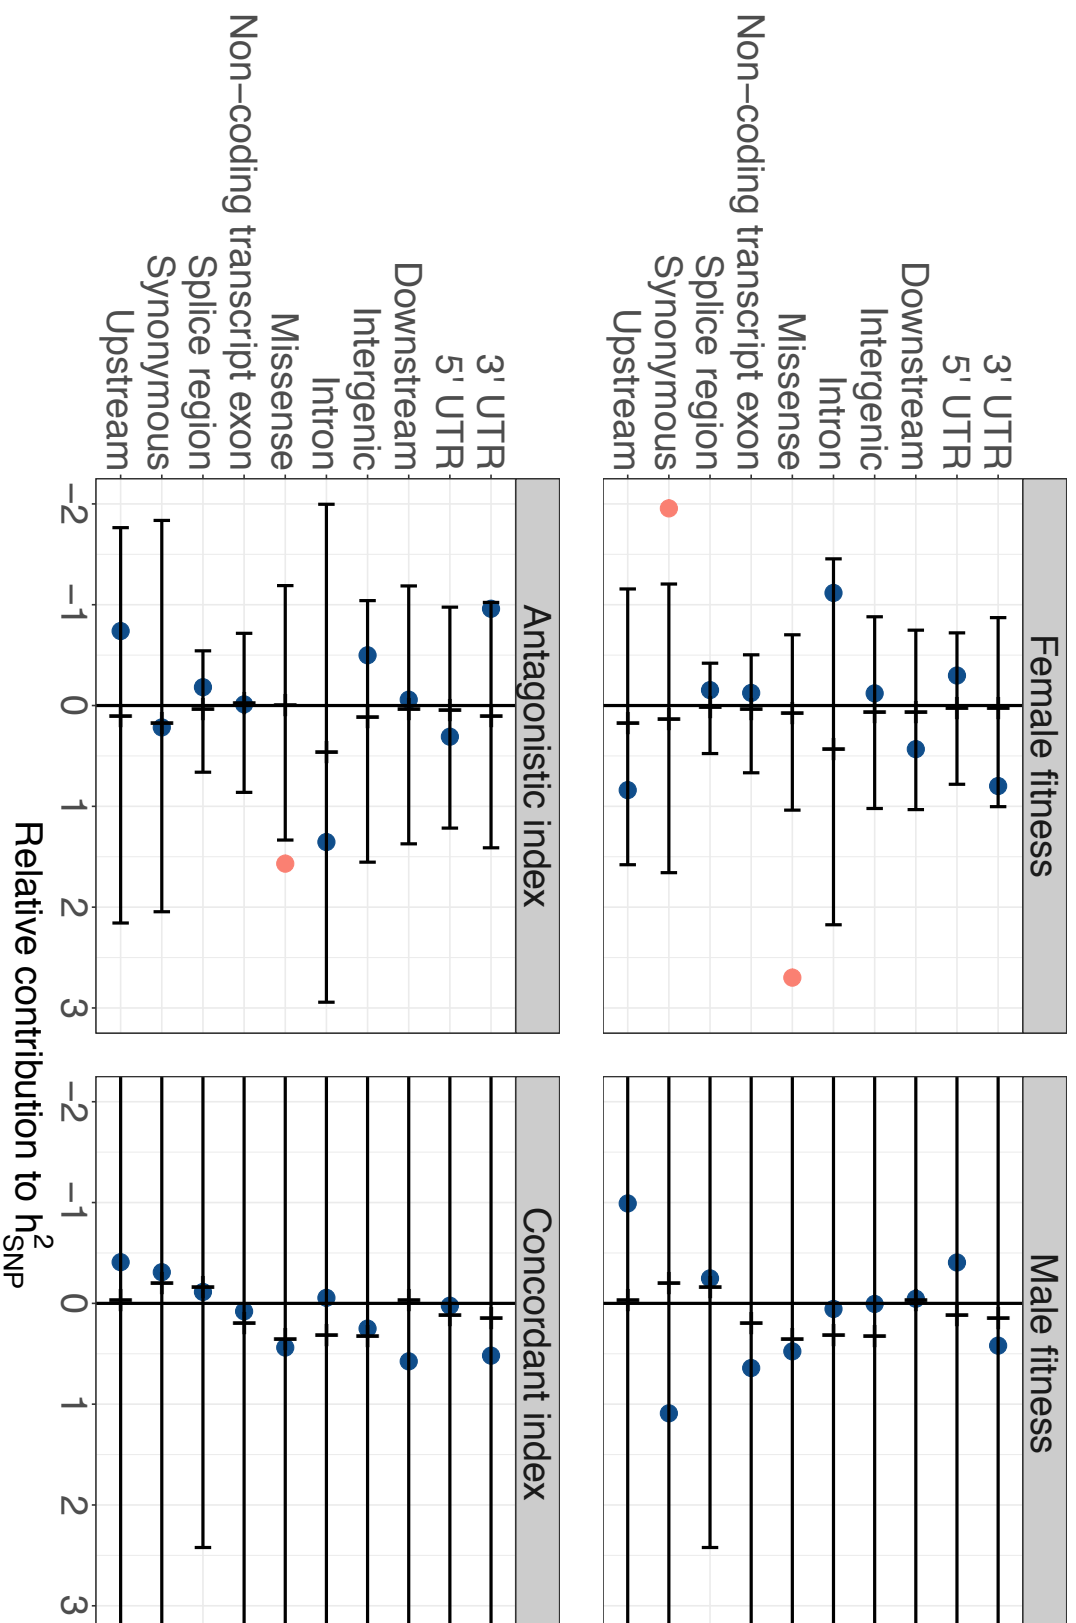 Female fitness
Male fitness
3' UTR
5' UTR
Downstream
Intergenic
Intron
Missense
Non−coding transcript exon
Splice region
Synonymous
Upstream
Antagonistic index
Concordant index
3' UTR
5' UTR
Downstream
Intergenic
Intron
Missense
Non−coding transcript exon
Splice region
Synonymous
Upstream
−2 −1 0 1 2 3
−2 −1 0 1 2 3
Relative contribution to h²SNP